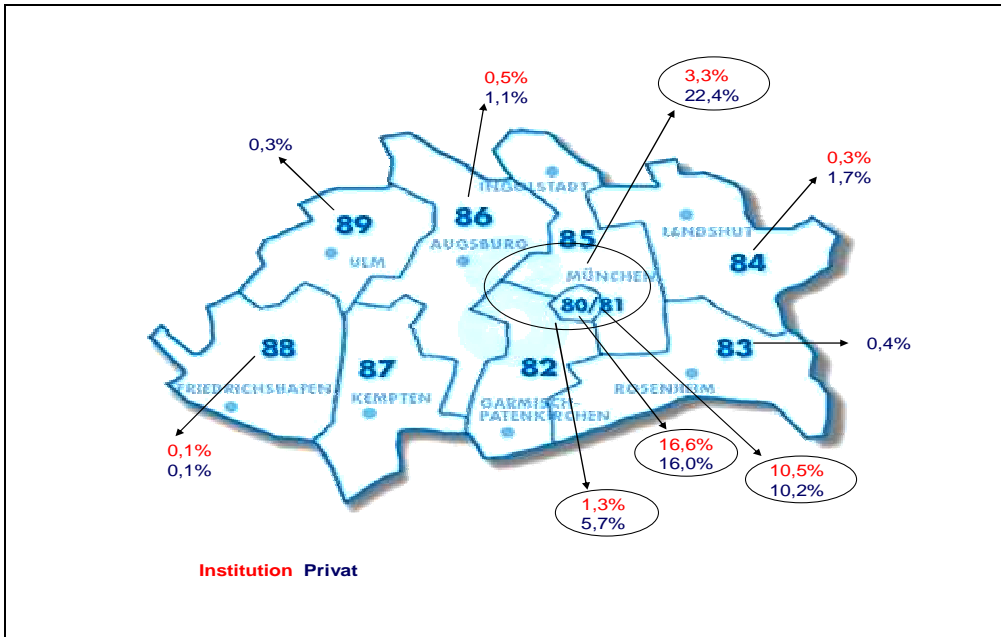 0,5%
1,1%
3,3%
22,4%
0,3%
0,3%
1,7%
INGOLSTADT
86
89
85
LANDSHUT
AUGSBURG
ULM
84
MÜNCHEN
80/81
88
83
0,4%
87
82
FRIEDRICHSHAFEN
KEMPTEN
ROSENHEIM
GARMISCH-
PATENKIRCHEN
0,1%
0,1%
16,6%
16,0%
10,5%
10,2%
1,3%
5,7%
Institution Privat